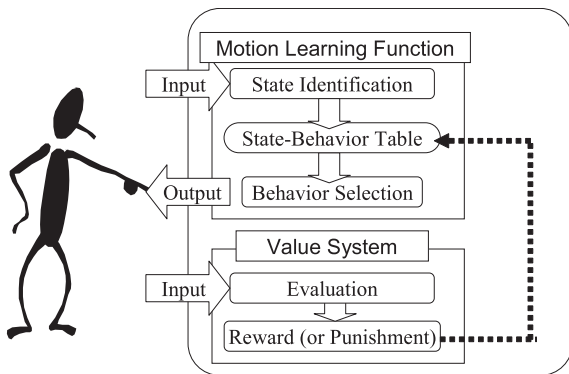 Motion Learning Function
Input
State Identification
State-Behavior Table
Output
Behavior Selection
Value System
Input
Evaluation
Reward (or Punishment)